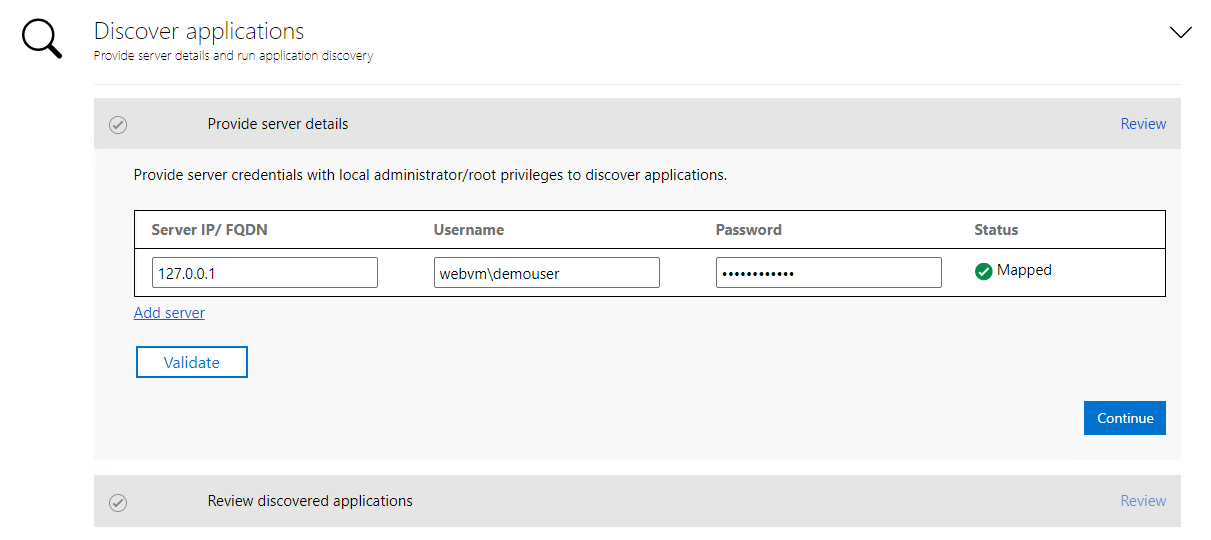 Discover applications
Provide server details and run application discovery
Provide server details Review
Provide server credentials with local administrator/root privileges to discover applications.
Server IP/ FQDN Username Password Status
127.0.0.1 webvm\demouser •••••••••••• Mapped
Add server
Validate
Continue
Review discovered applications Review